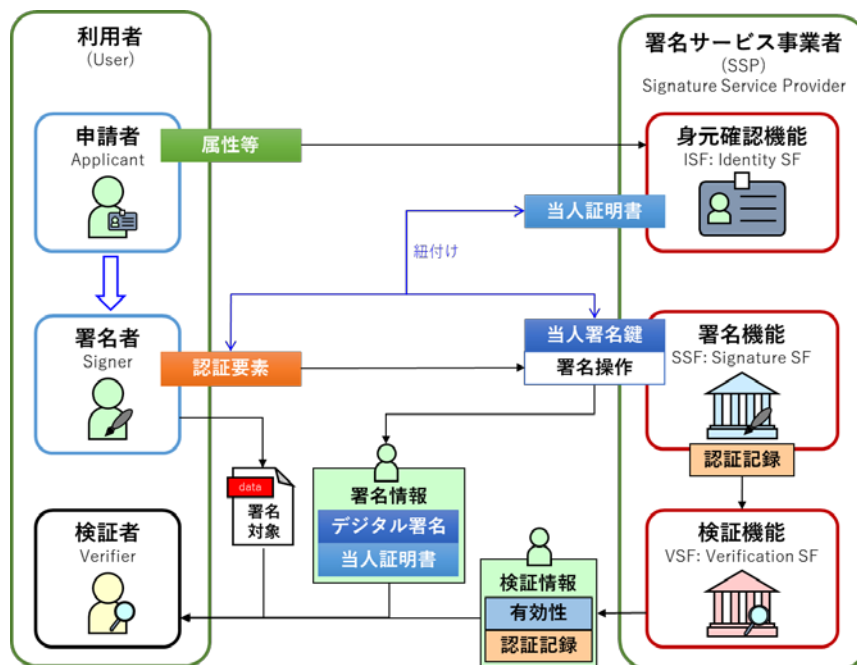 利用者
(User)
署名サービス事業者
(SSP)
Signature Service Provider
申請者
Applicant
属性等
身元確認機能
ISF: Identity SF
当人証明書
紐付け
署名者
Signer
認証要素
当人署名鍵
署名操作
署名機能
SSF: Signature SF
認証記録
data
署名
対象
署名情報
デジタル署名
当人証明書
検証者
Verifier
検証情報
有効性
認証記録
検証機能
VSF: Verification SF